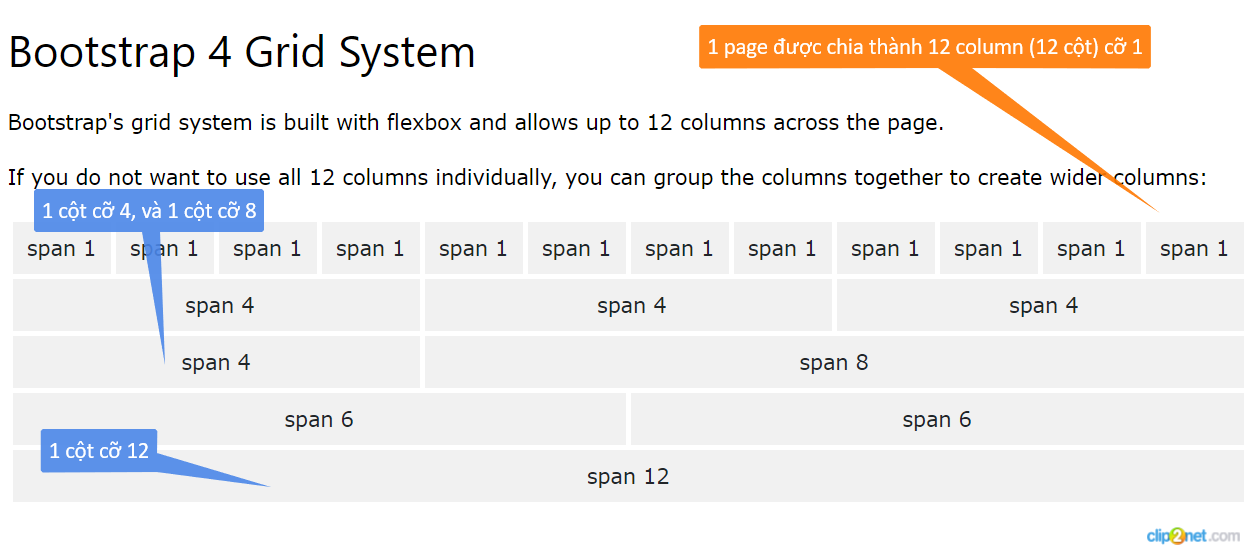 Bootstrap 4 Grid System
1 page được chia thành 12 column (12 cột) cỡ 1
Bootstrap's grid system is built with flexbox and allows up to 12 columns across the page.
If you do not want to use all 12 columns individually, you can group the columns together to create wider columns:
1 cột cỡ 4, và 1 cột cỡ 8
span 1 span 1 span 1 span 1 span 1 span 1 span 1 span 1 span 1 span 1 span 1 span 1
span 4 span 4 span 4
span 4 span 8
span 6 span 6
1 cột cỡ 12
span 12
clip2net.com